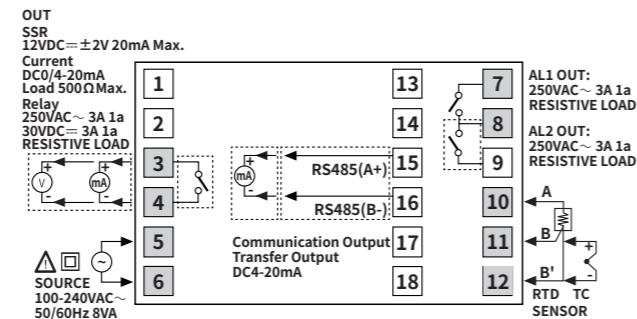 OUT
SSR
12VDC⎓±2V 20mA Max.
Current
DC0/4-20mA
Load 500ΩMax.
Relay
250VAC～ 3A 1a
30VDC⎓ 3A 1a
RESISTIVE LOAD
+
V
-
+
mA
-
SOURCE
100-240VAC～
50/60Hz 8VA
1
2
3
4
5
6
+
mA
-
RS485(A+)
RS485(B-)
Communication Output
Transfer Output
DC4-20mA
13
14
15
16
17
18
7
8
9
10
11
12
AL1 OUT:
250VAC～ 3A 1a
RESISTIVE LOAD
AL2 OUT:
250VAC～ 3A 1a
RESISTIVE LOAD
A
B
B'
+
-
RTD TC
SENSOR